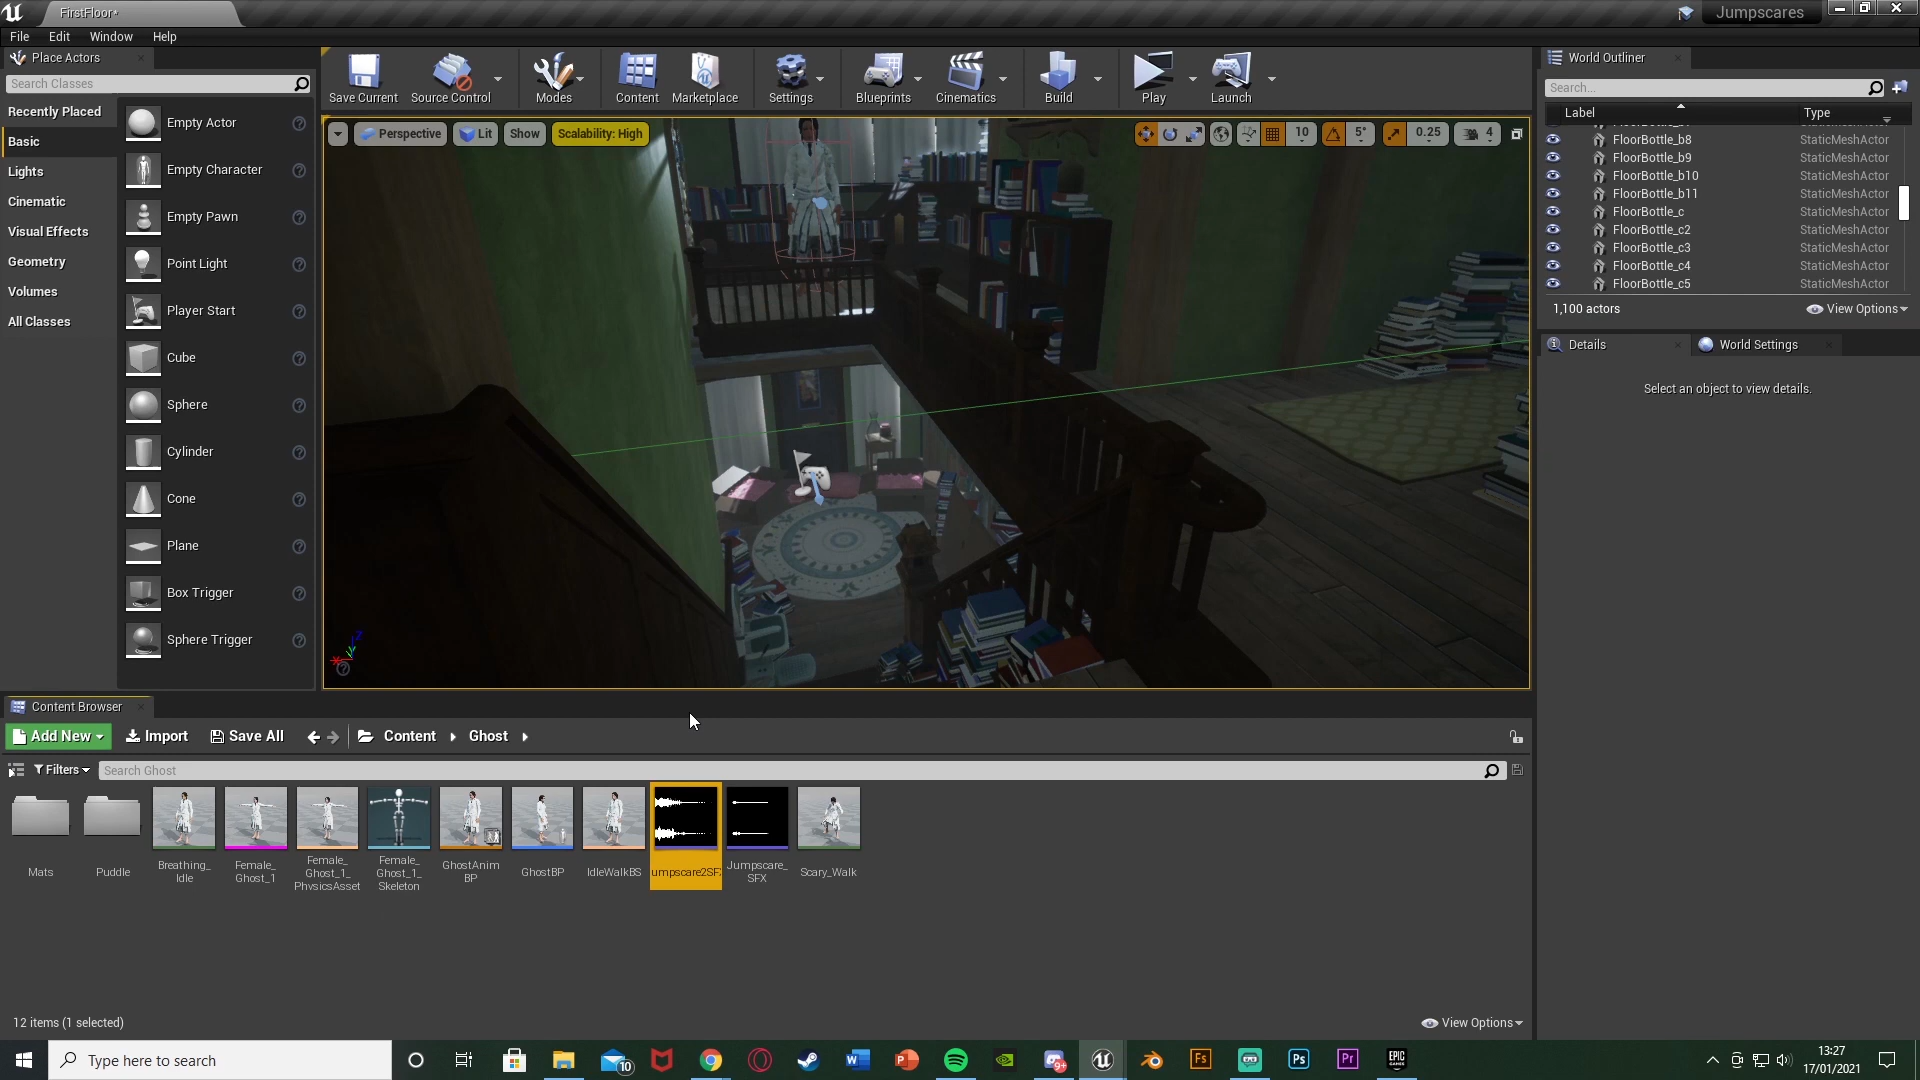 FirstFloor*
Jumpscares
File Edit Window Help
Place Actors
Search Classes
Recently Placed
Basic
Lights
Cinematic
Visual Effects
Geometry
Volumes
All Classes
Empty Actor
Empty Character
Empty Pawn
Point Light
Player Start
Cube
Sphere
Cylinder
Cone
Plane
Box Trigger
Sphere Trigger
Save Current Source Control Modes Content Marketplace Settings Blueprints Cinematics Build Play Launch
Perspective Lit Show Scalability: High 10 5° 0.25 4
World Outliner
Search...
Label Type
FloorBottle_b8 StaticMeshActor
FloorBottle_b9 StaticMeshActor
FloorBottle_b10 StaticMeshActor
FloorBottle_b11 StaticMeshActor
FloorBottle_c StaticMeshActor
FloorBottle_c2 StaticMeshActor
FloorBottle_c3 StaticMeshActor
FloorBottle_c4 StaticMeshActor
FloorBottle_c5 StaticMeshActor
1,100 actors View Options
Details World Settings
Select an object to view details.
Content Browser
Add New Import Save All Content Ghost
Filters Search Ghost
Mats
Puddle
Breathing_
Idle
Female_
Ghost_1
Female_
Ghost_1_
PhysicsAsset
Female_
Ghost_1_
Skeleton
GhostAnim
BP
GhostBP
IdleWalkBS
umpscare2SF
Jumpscare_
SFX
Scary_Walk
12 items (1 selected) View Options
Type here to search
10
9+
Fs
Ps
Pr
EPIC
GAMES
13:27
17/01/2021